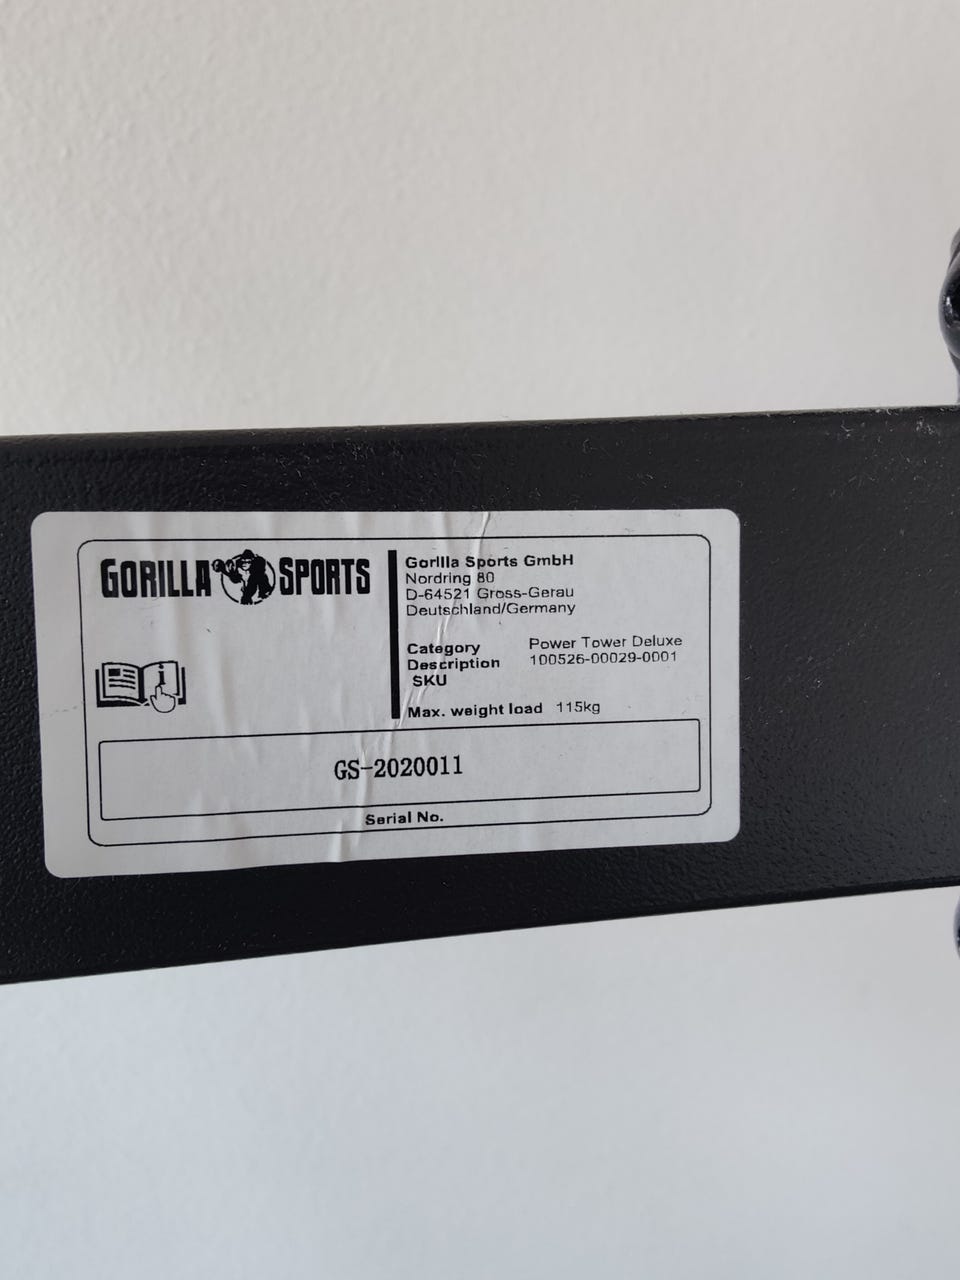 GORILLA SPORTS
Gorilla Sports GmbH
Nordring 80
D-64521 Gross-Gerau
Deutschland/Germany
Category Power Tower Deluxe
Description 100526-00029-0001
SKU
Max. weight load 115kg
GS-2020011
Serial No.